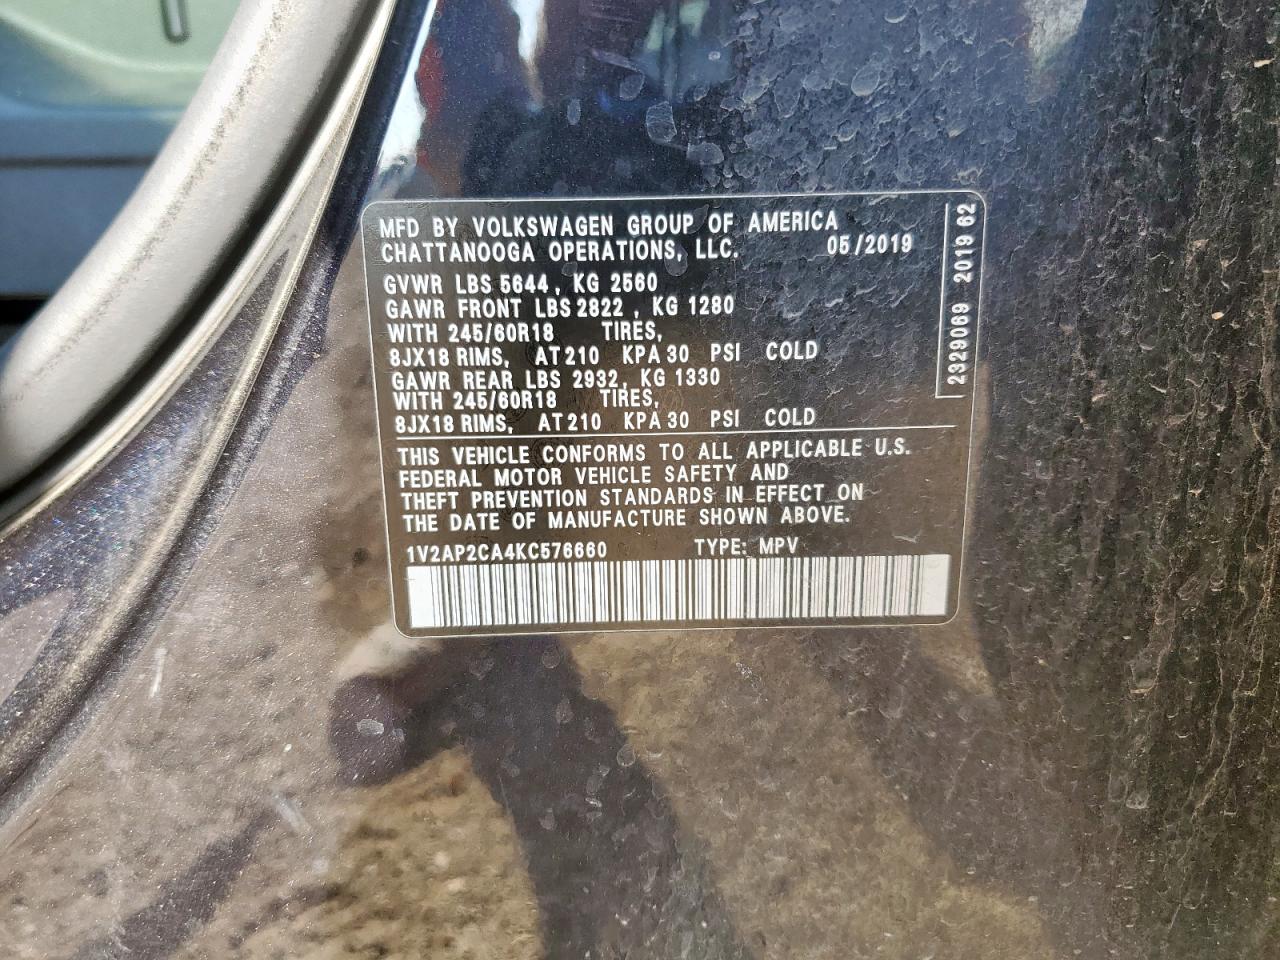 MFD BY VOLKSWAGEN GROUP OF AMERICA
CHATTANOOGA OPERATIONS, LLC. 05/2019
GVWR LBS 5644, KG 2560
GAWR FRONT LBS 2822, KG 1280
WITH 245/60R18 TIRES,
8JX18 RIMS, AT 210 KPA 30 PSI COLD
GAWR REAR LBS 2932, KG 1330
WITH 245/60R18 TIRES,
8JX18 RIMS, AT 210 KPA 30 PSI COLD
THIS VEHICLE CONFORMS TO ALL APPLICABLE U.S.
FEDERAL MOTOR VEHICLE SAFETY AND
THEFT PREVENTION STANDARDS IN EFFECT ON
THE DATE OF MANUFACTURE SHOWN ABOVE.
1V2AP2CA4KC576660 TYPE: MPV
2329069 2019 62